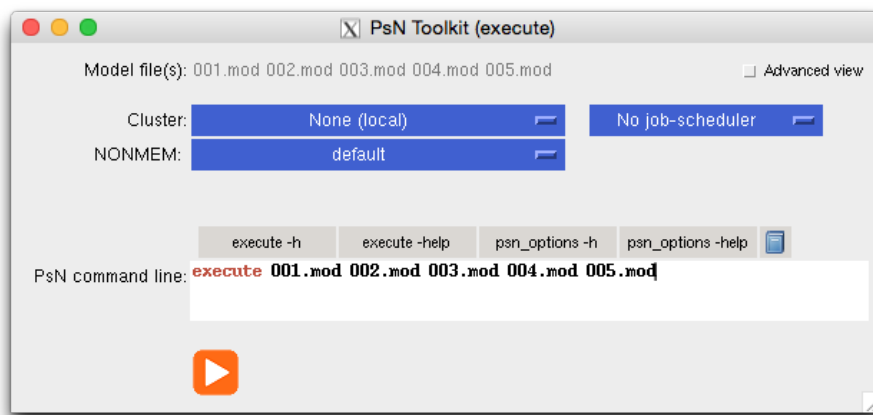 PsN Toolkit (execute)
Model file(s): 001.mod 002.mod 003.mod 004.mod 005.mod Advanced view
Cluster: None (local) No job-scheduler
NONMEM: default
execute -h execute -help psn_options -h psn_options -help
PsN command line: execute 001.mod 002.mod 003.mod 004.mod 005.mod